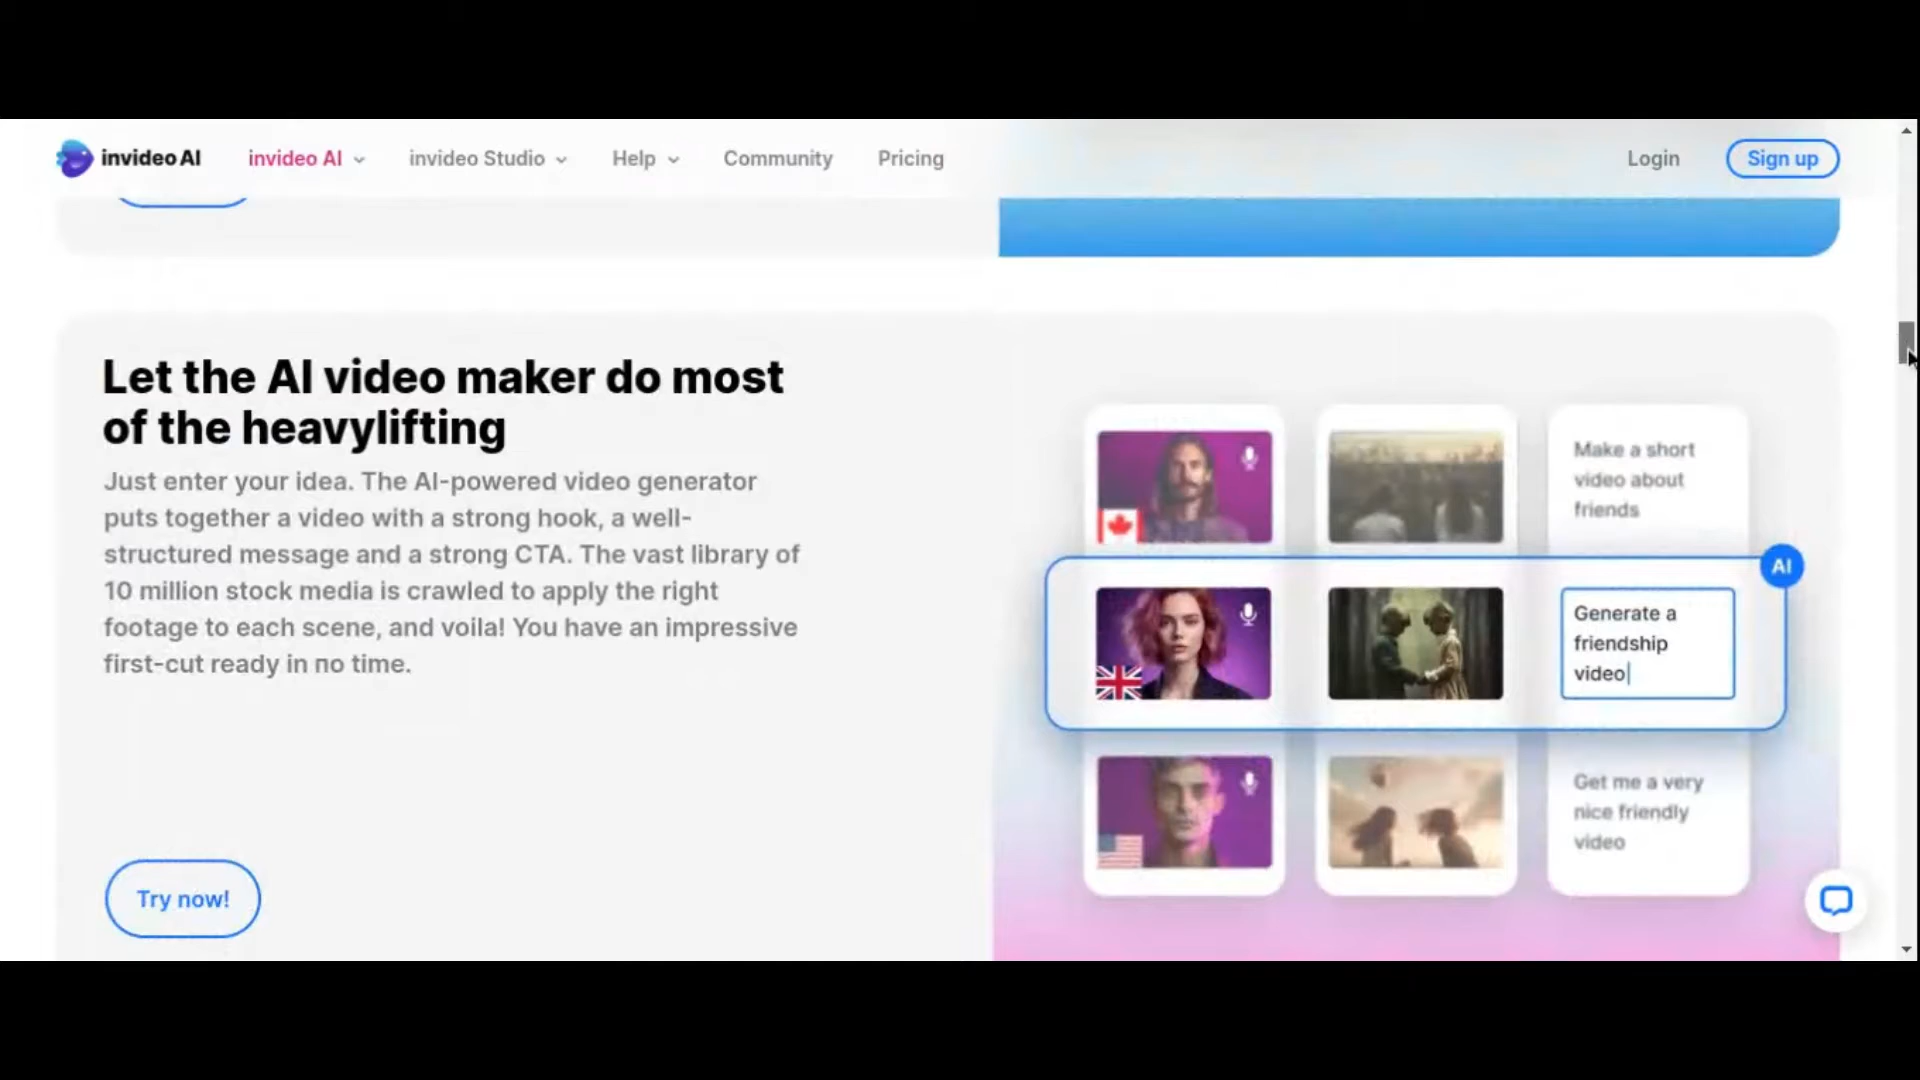 invideo AI
invideo AI
invideo Studio
Help
Community
Pricing
Login
Sign up
Let the AI video maker do most
of the heavylifting
Just enter your idea. The AI-powered video generator
puts together a video with a strong hook, a well-
structured message and a strong CTA. The vast library of
10 million stock media is crawled to apply the right
footage to each scene, and voila! You have an impressive
first-cut ready in no time.
Try now!
Make a short
video about
friends
AI
Generate a
friendship
video
Get me a very
nice friendly
video